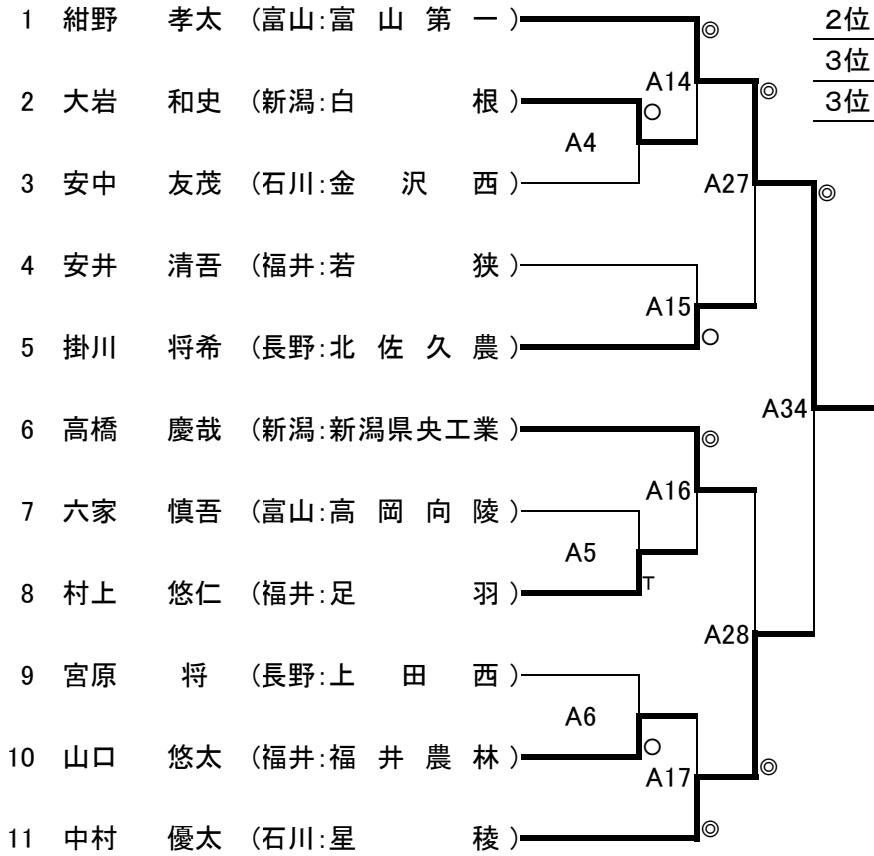 1 紺野 孝太 (富山:富 山 第 一) ◎ 2位
3位
A14 ◎
2 大岩 和史 (新潟:白 根) ○ 3位
A4
3 安中 友茂 (石川:金 沢 西) A27 ◎
4 安井 清吾 (福井:若 狭)
A15
5 掛川 将希 (長野:北 佐 久 農) ○
A34
6 高橋 慶哉 (新潟:新潟県央工業) ◎
A16
7 六家 慎吾 (富山:高 岡 向 陵)
A5
8 村上 悠仁 (福井:足 羽) T
A28
9 宮原 将 (長野:上 田 西)
A6
10 山口 悠太 (福井:福 井 農 林) ○
A17 ◎
11 中村 優太 (石川:星 稜) ◎